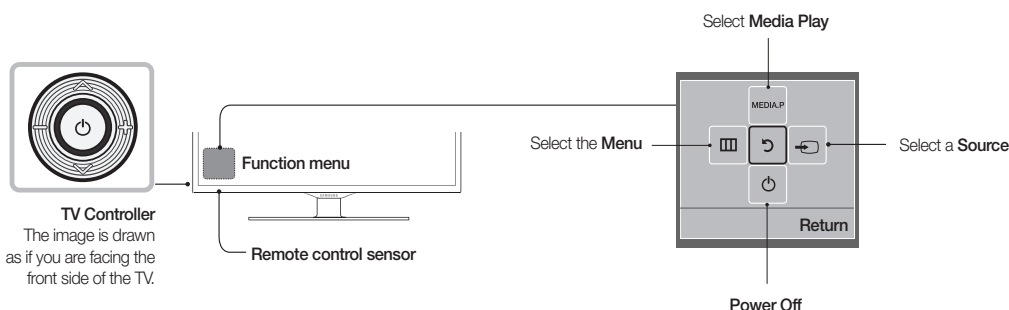 Select Media Play
MEDIA.P
Select the Menu
Select a Source
Function menu
Return
TV Controller
The image is drawn
as if you are facing the
front side of the TV.
SAMSUNG
Remote control sensor
Power Off